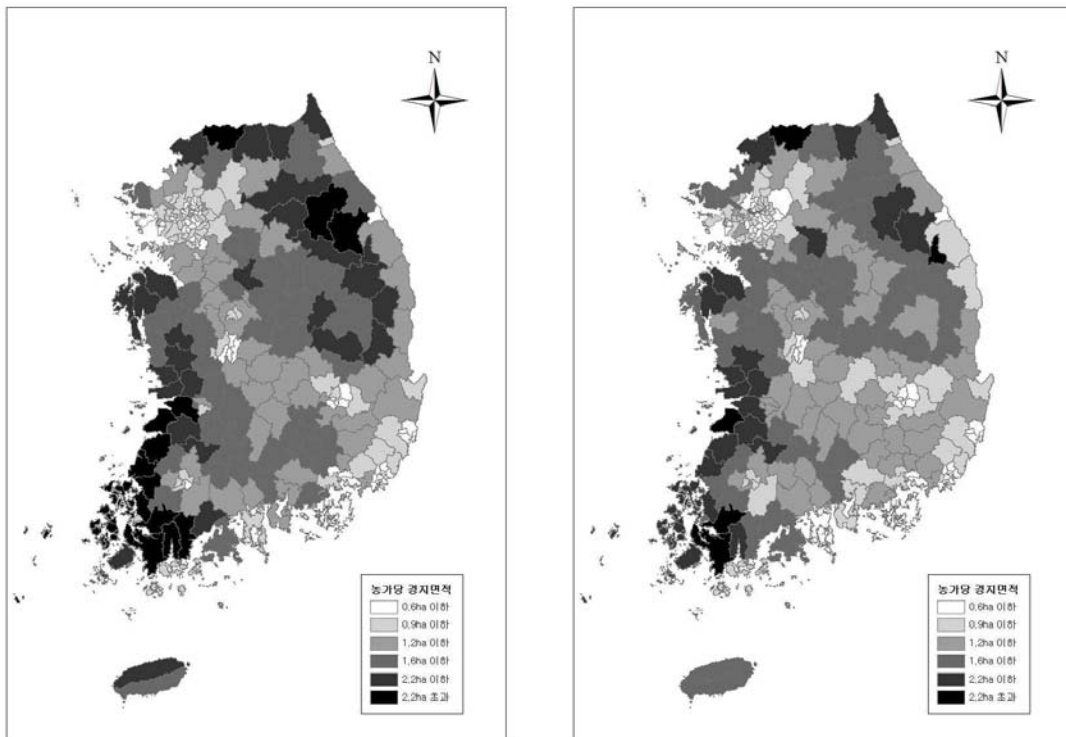 N
농가당 경지면적
0,6ha 이하
0,9ha 이하
1,2ha 이하
1,6ha 이하
2,2ha 이하
2,2ha 초과
N
농가당 경지면적
0,6ha 이하
0,9ha 이하
1,2ha 이하
1,6ha 이하
2,2ha 이하
2,2ha 초과